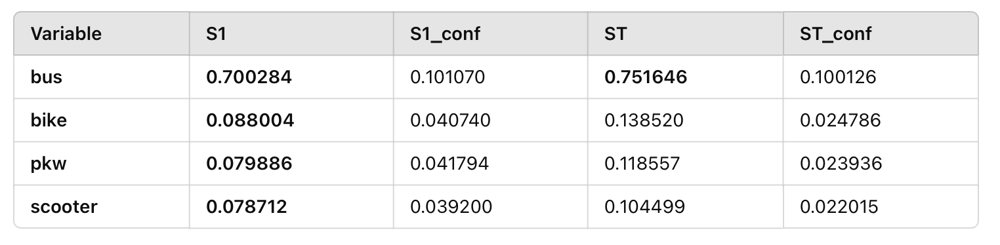 Variable S1 S1_conf ST ST_conf
bus 0.700284 0.101070 0.751646 0.100126
bike 0.088004 0.040740 0.138520 0.024786
pkw 0.079886 0.041794 0.118557 0.023936
scooter 0.078712 0.039200 0.104499 0.022015